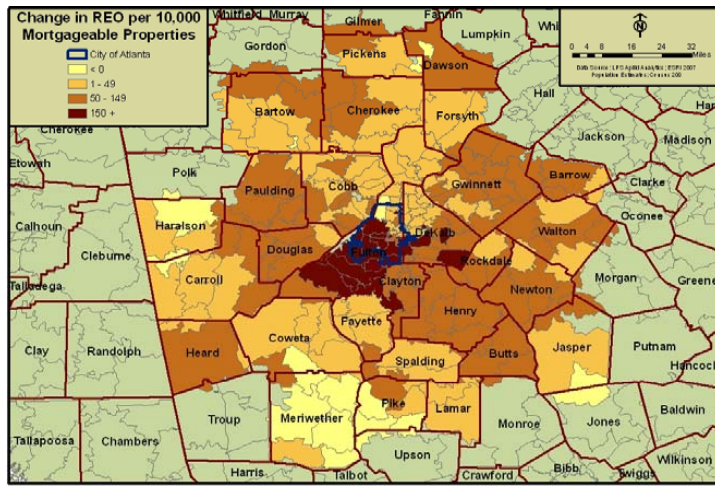 Change in REO per 10,000
Mortgageable Properties
City of Atlanta
< 0
1 - 49
50 - 149
150 +
N
0 4 8 16 24 32
Miles
Whitfield Murray
Gilmer
Fannin
Lumpkin
Gordon
Pickens
Dawson
Hall
Bartow
Cherokee
Forsyth
Cherokee
Jackson
Madison
Etowah
Polk
Cobb
Gwinnett
Barrow
Clarke
Paulding
Oconee
Haralson
DeKalb
Walton
Calhoun
Cleburne
Douglas
Fulton
Rockdale
Carroll
Clayton
Newton
Morgan
Greene
Talladega
Henry
Fayette
Coweta
Clay
Randolph
Heard
Spalding
Butts
Jasper
Putnam
Hancock
Troup
Meriwether
Pike
Lamar
Monroe
Jones
Baldwin
Tallapoosa
Chambers
Upson
Wilkinson
Harris
Talbot
Crawford
Bibb
Twiggs